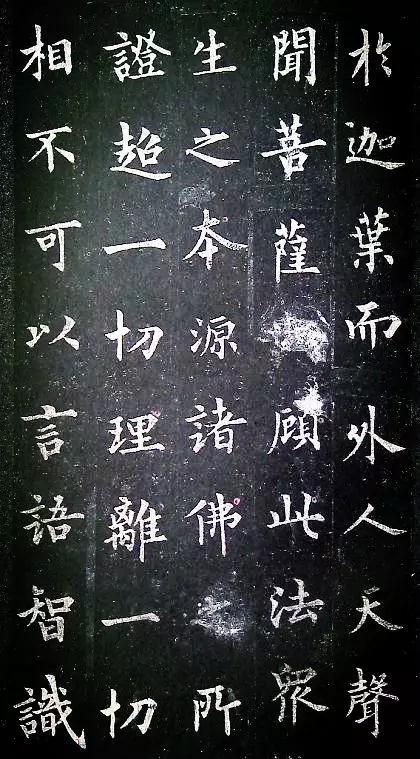 於迦葉而外人天聲
聞菩薩顧此法眾
生之本源諸佛之所
證超一切理離一切
相不可以言語智識